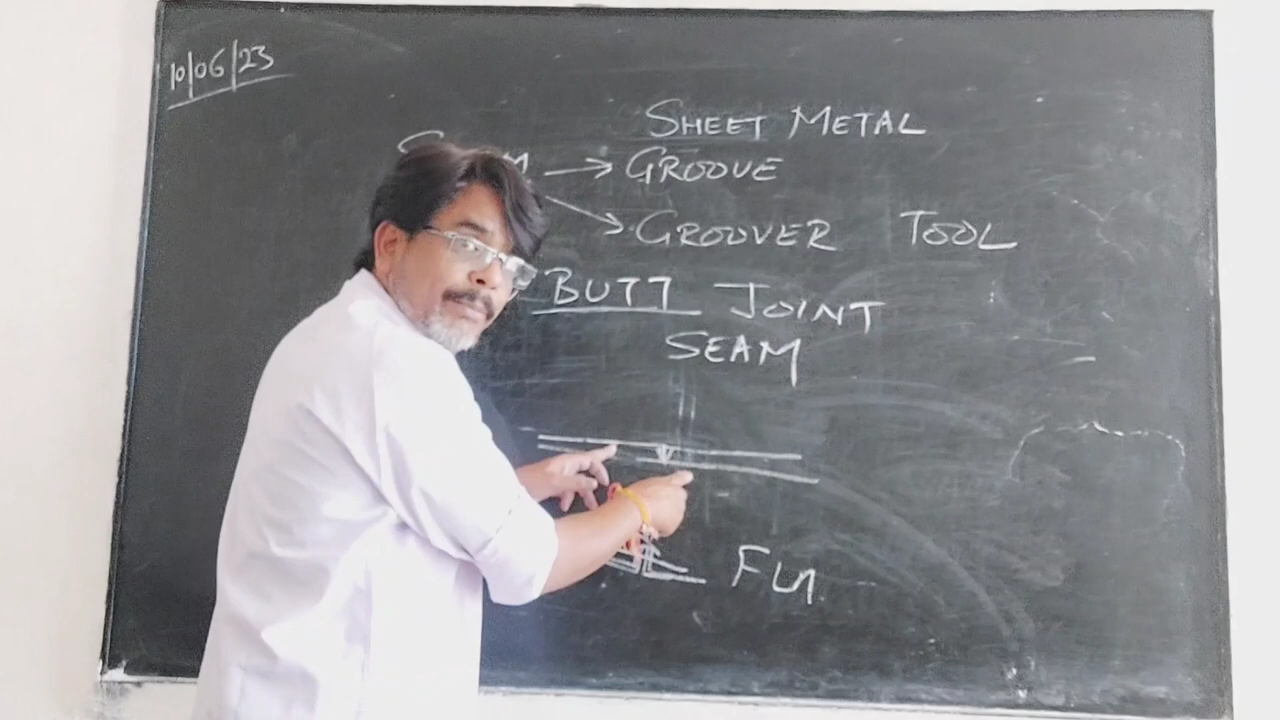 10/06/23
SHEET METAL
→ GROOVE
→ GROOVER TOOL
BUTT JOINT
SEAM